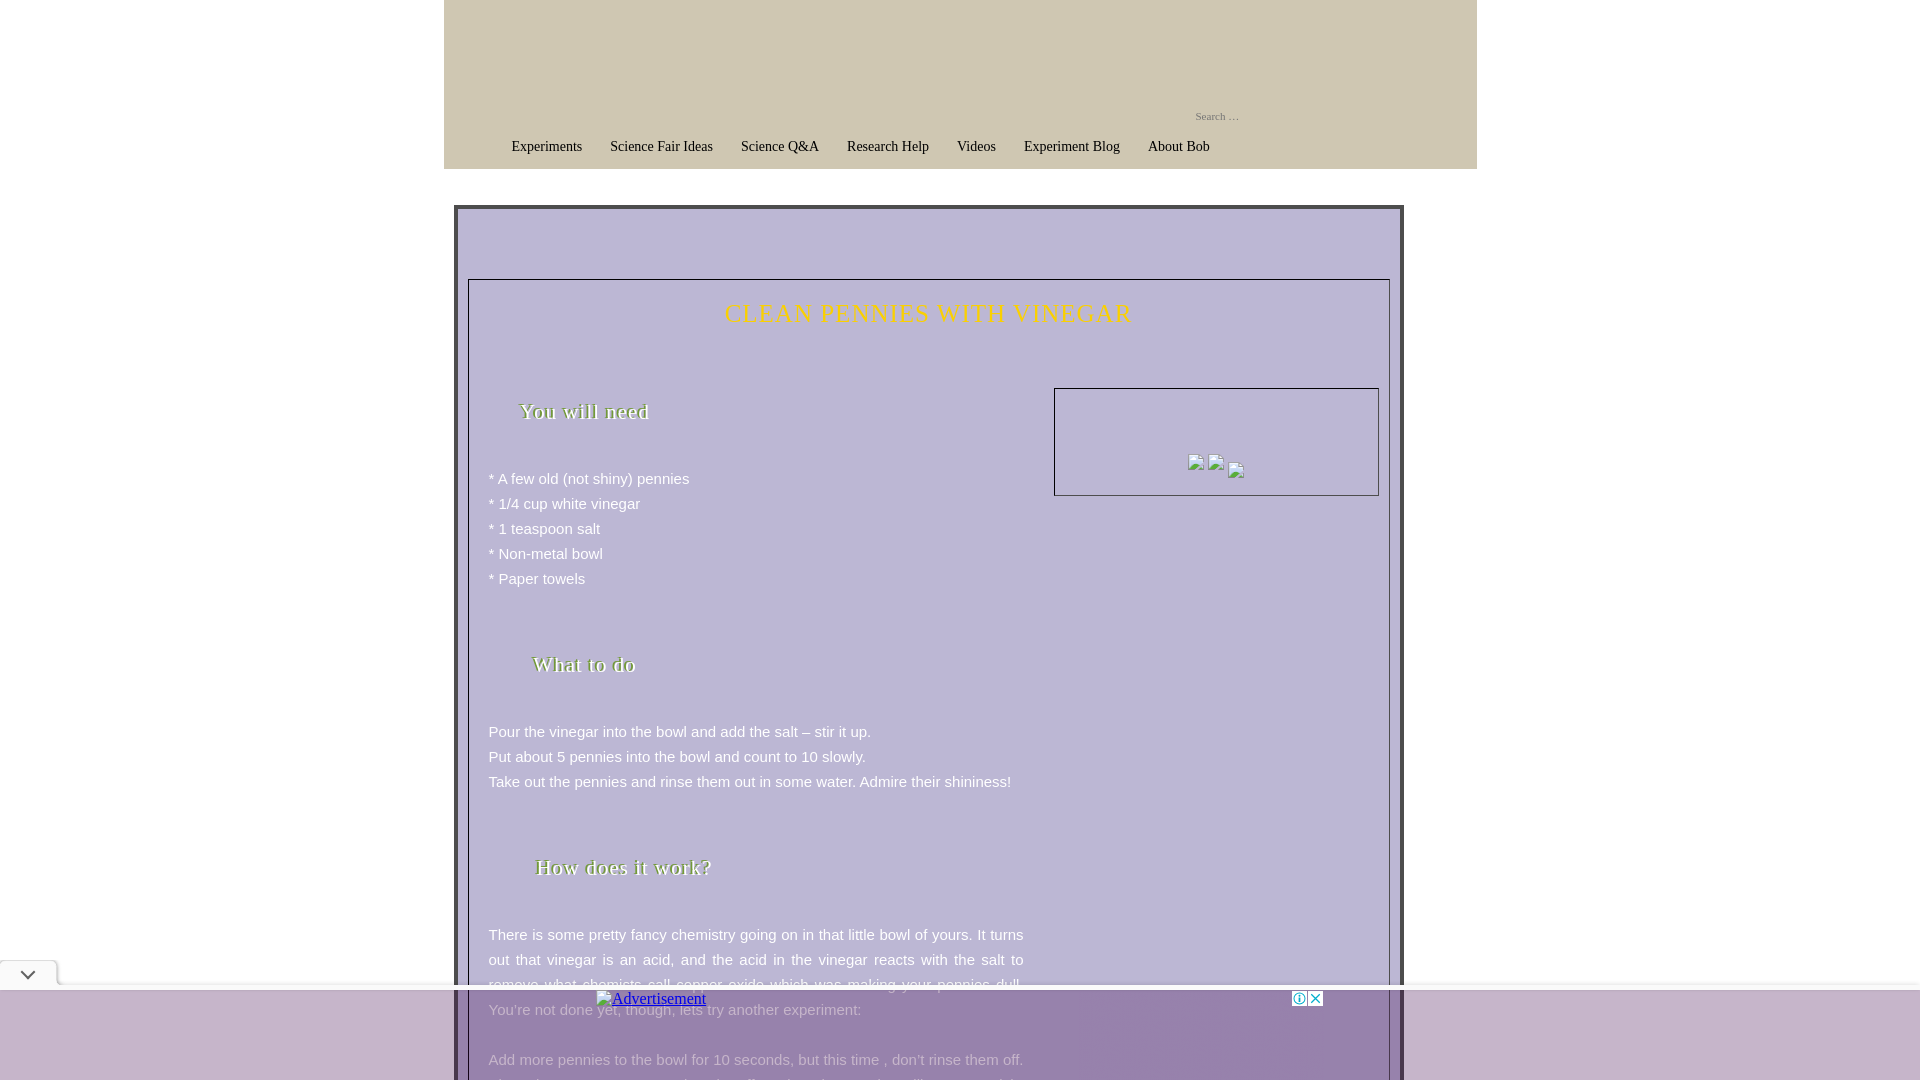 Search …
Experiments Science Fair Ideas Science Q&A Research Help Videos Experiment Blog About Bob
CLEAN PENNIES WITH VINEGAR
You will need
* A few old (not shiny) pennies
* 1/4 cup white vinegar
* 1 teaspoon salt
* Non-metal bowl
* Paper towels
What to do
Pour the vinegar into the bowl and add the salt – stir it up.
Put about 5 pennies into the bowl and count to 10 slowly.
Take out the pennies and rinse them out in some water. Admire their shininess!
How does it work?
There is some pretty fancy chemistry going on in that little bowl of yours. It turns
out that vinegar is an acid, and the acid in the vinegar reacts with the salt to
remove what chemists call copper oxide which was making your pennies dull.
Advertisement
You’re not done yet, though, lets try another experiment:
Add more pennies to the bowl for 10 seconds, but this time , don’t rinse them off.